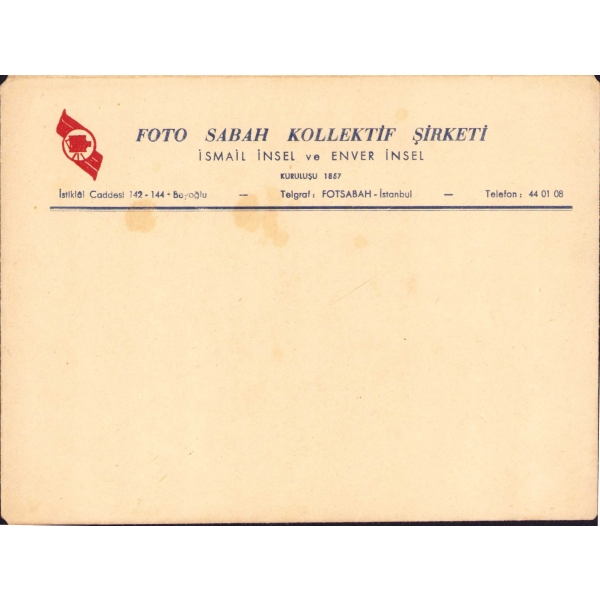 FOTO SABAH KOLLEKTİF ŞİRKETİ
İSMAİL İNSEL ve ENVER İNSEL
KURULUŞU 1857
İstiklâl Caddesi 142 - 144 - Beyoğlu — Telgraf: FOTSABAH - İstanbul — Telefon: 44 01 08